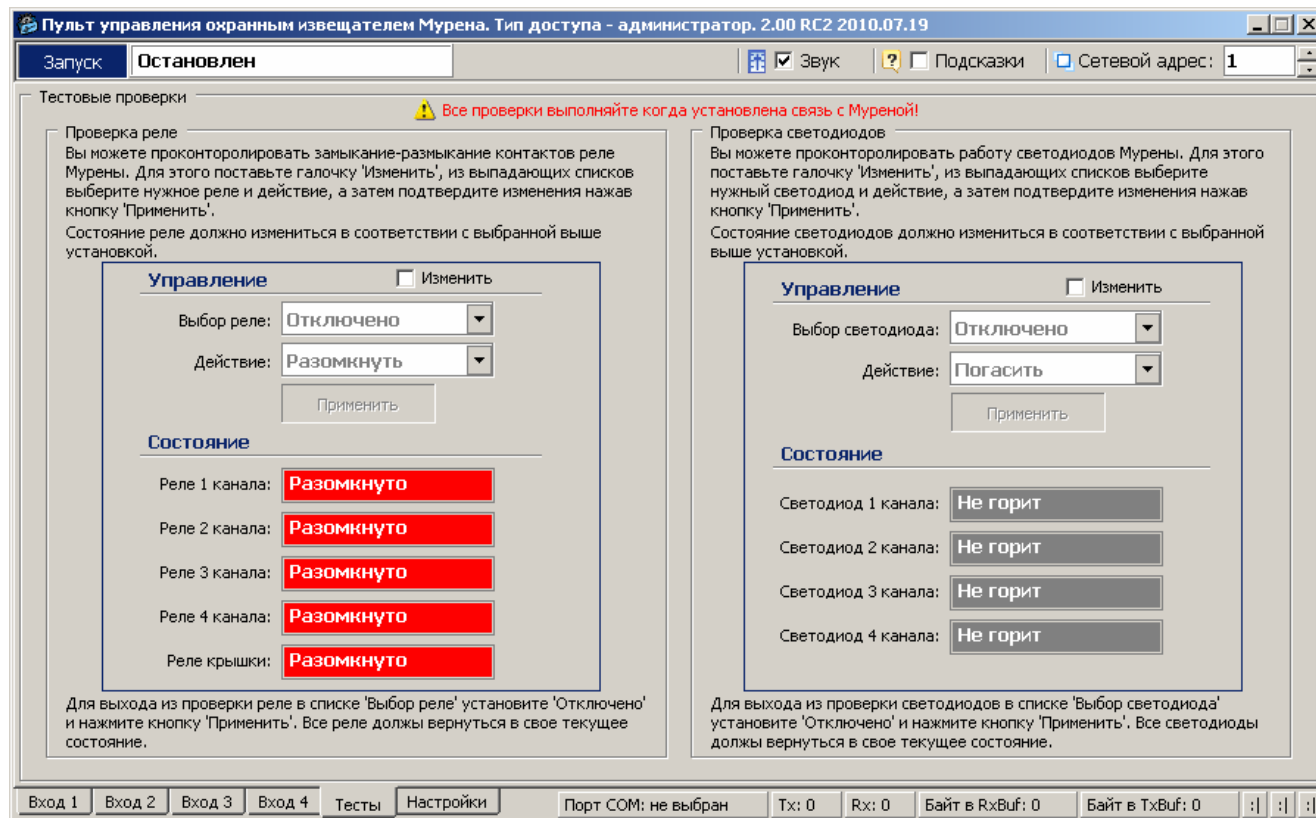 Пульт управления охранным извещателем Мурена. Тип доступа - администратор. 2.00 RC2 2010.07.19
Запуск Остановлен Звук Подсказки Сетевой адрес: 1
Тестовые проверки
Все проверки выполняйте когда установлена связь с Муреной!
Проверка реле
Вы можете проконторолировать замыкание-размыкание контактов реле
Мурены. Для этого поставьте галочку 'Изменить', из выпадающих списков
выберите нужное реле и действие, а затем подтвердите изменения нажав
кнопку 'Применить'.
Состояние реле должно измениться в соответствии с выбранной выше
установкой.
Управление Изменить
Выбор реле: Отключено
Действие: Разомкнуть
Применить
Состояние
Реле 1 канала: Разомкнуто
Реле 2 канала: Разомкнуто
Реле 3 канала: Разомкнуто
Реле 4 канала: Разомкнуто
Реле крышки: Разомкнуто
Для выхода из проверки реле в списке 'Выбор реле' установите 'Отключено'
и нажмите кнопку 'Применить'. Все реле должы вернуться в свое текущее
состояние.
Проверка светодиодов
Вы можете проконторолировать работу светодиодов Мурены. Для этого
поставьте галочку 'Изменить', из выпадающих списков выберите
нужный светодиод и действие, а затем подтвердите изменения нажав
кнопку 'Применить'.
Состояние светодиодов должно измениться в соответствии с выбранной
выше установкой.
Управление Изменить
Выбор светодиода: Отключено
Действие: Погасить
Применить
Состояние
Светодиод 1 канала: Не горит
Светодиод 2 канала: Не горит
Светодиод 3 канала: Не горит
Светодиод 4 канала: Не горит
Для выхода из проверки светодиодов в списке 'Выбор светодиода'
установите 'Отключено' и нажмите кнопку 'Применить'. Все светодиоды
должы вернуться в свое текущее состояние.
Вход 1 Вход 2 Вход 3 Вход 4 Тесты Настройки Порт COM: не выбран Tx: 0 Rx: 0 Байт в RxBuf: 0 Байт в TxBuf: 0 :| :| :|